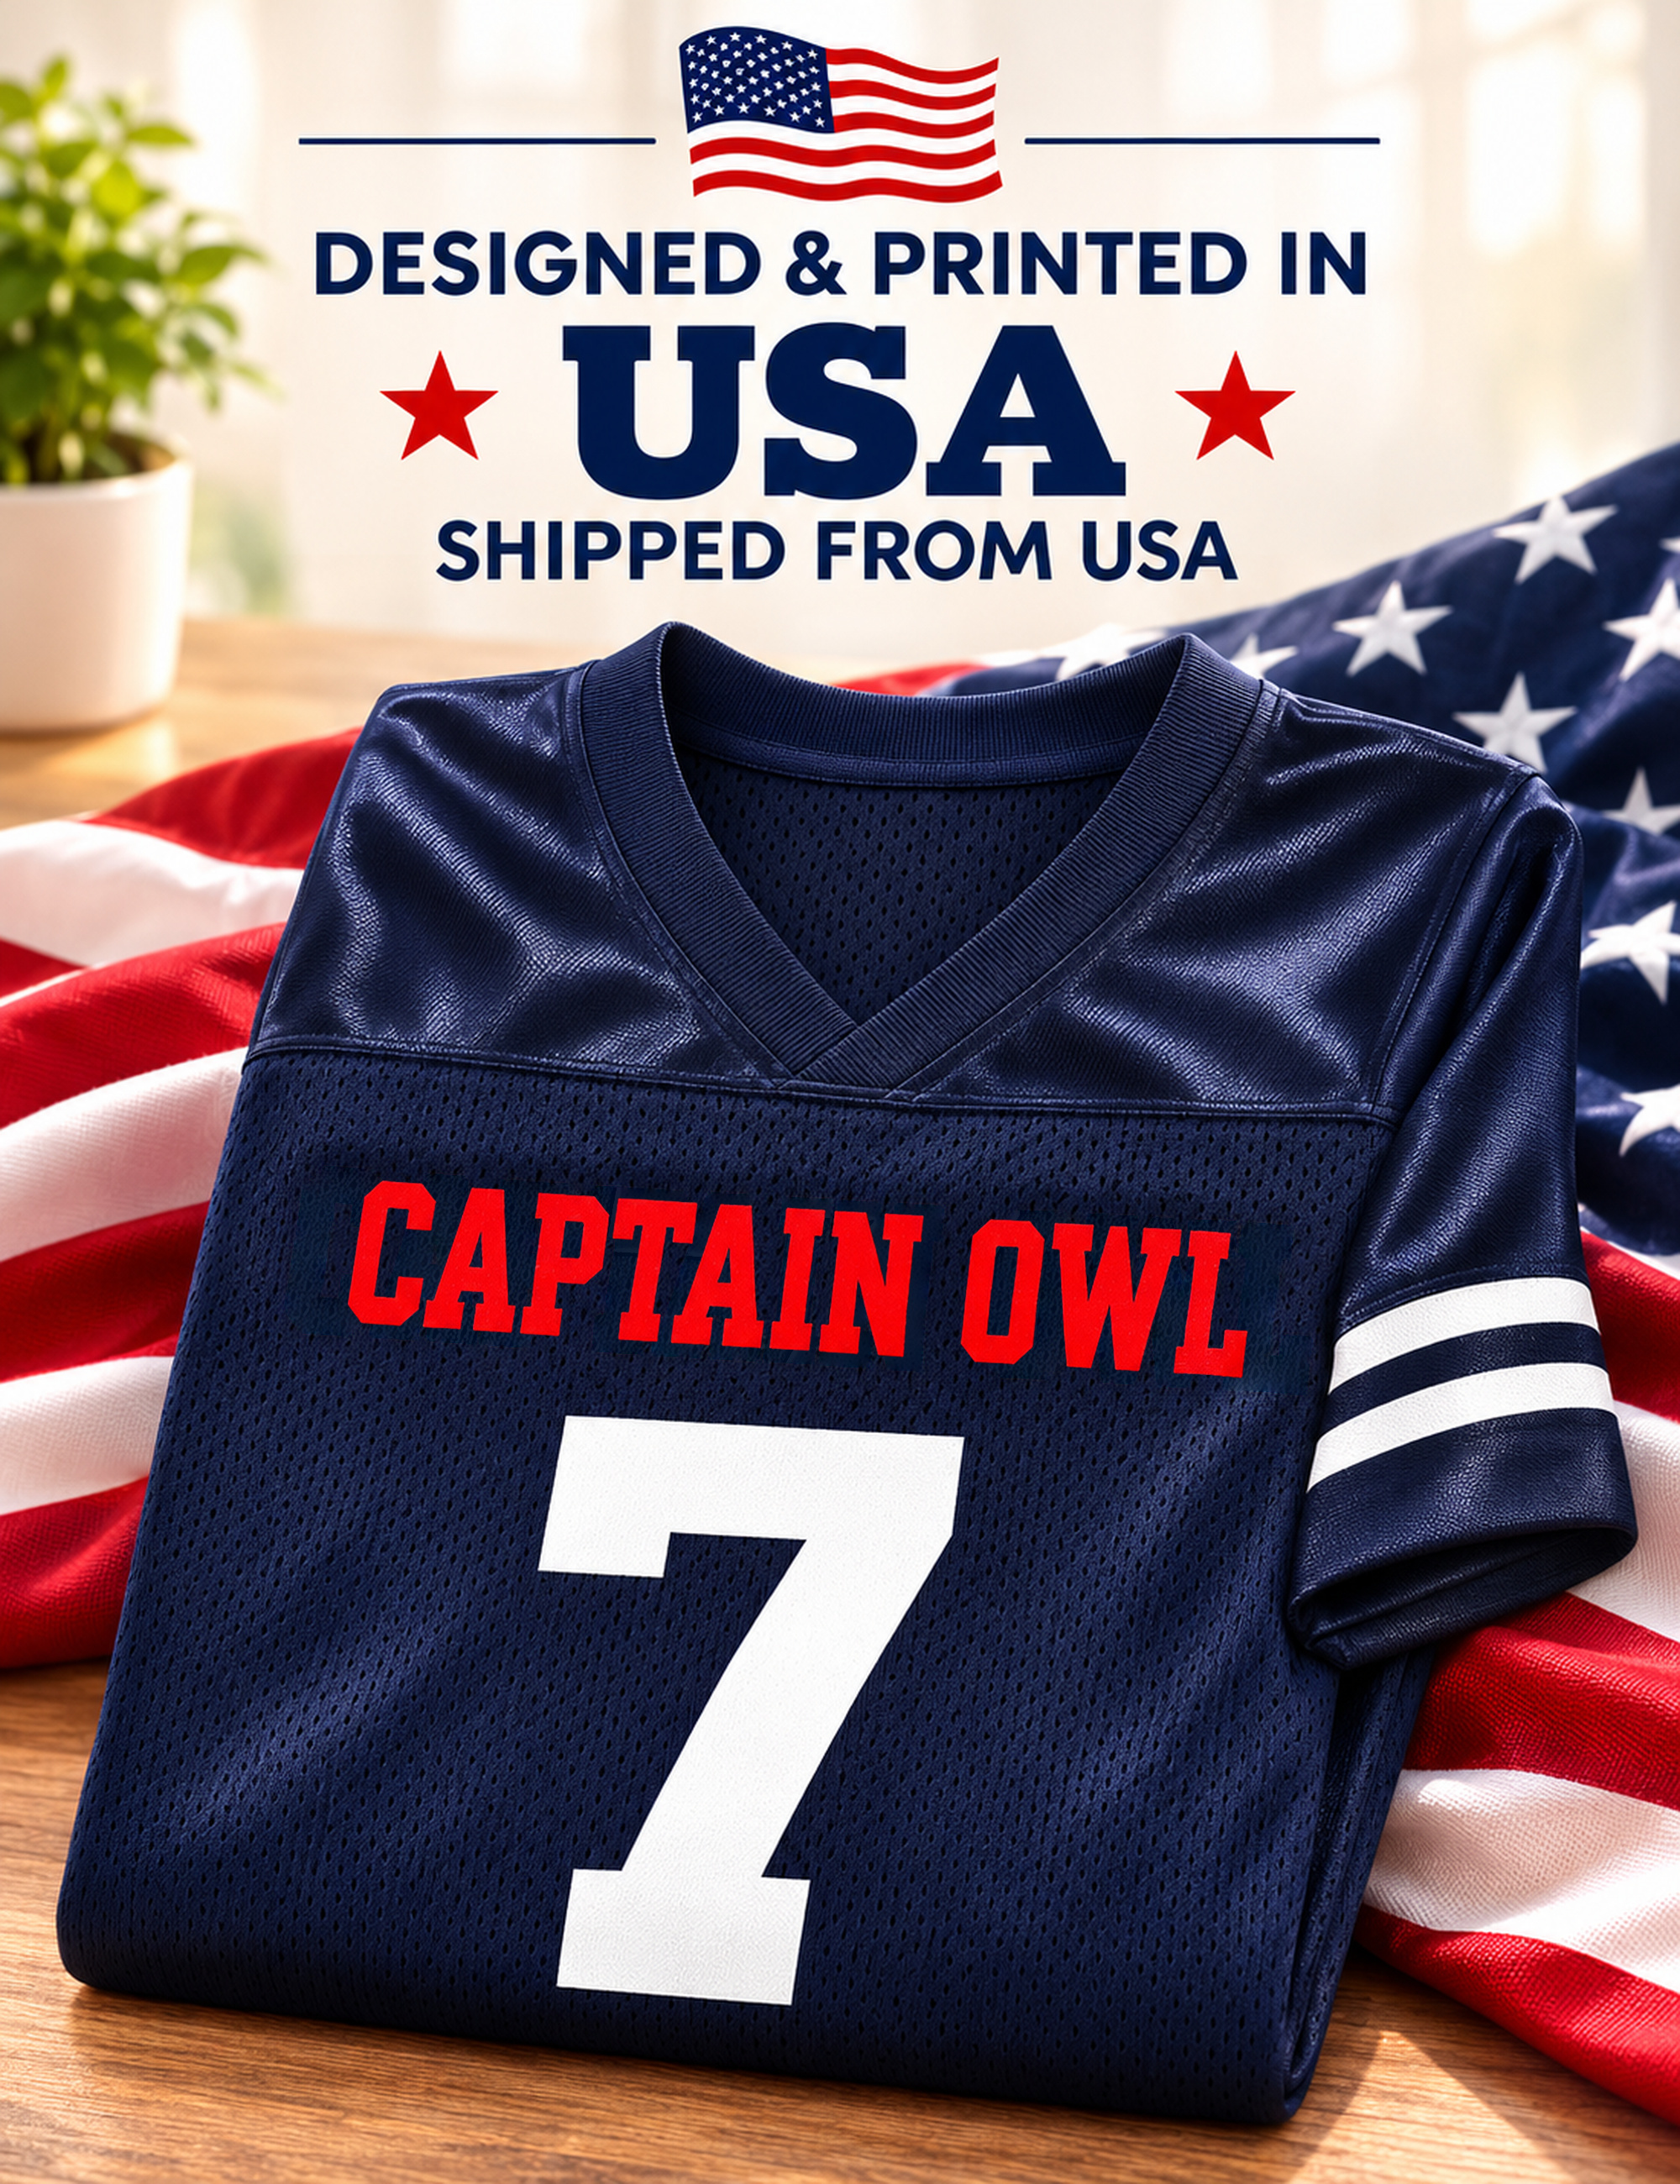 DESIGNED & PRINTED IN
USA
SHIPPED FROM USA
CAPTAIN OWL
7